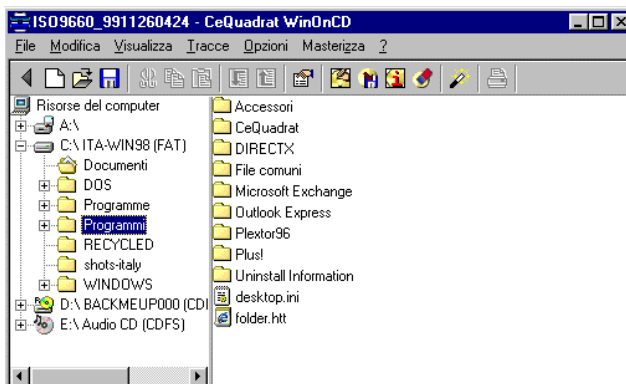 ISO9660_9911260424 - CeQuadrat WinOnCD
File Modifica Visualizza Tracce Opzioni Masterizza ?
Risorse del computer
A:\
C:\ ITA-WIN98 (FAT)
Documenti
DOS
Programme
Programmi
RECYCLED
shots-italy
WINDOWS
D:\ BACKMEUP000 (CDI
E:\ Audio CD (CDFS)
Accessori
CeQuadrat
DIRECTX
File comuni
Microsoft Exchange
Outlook Express
Plextor96
Plus!
Uninstall Information
desktop.ini
folder.htt